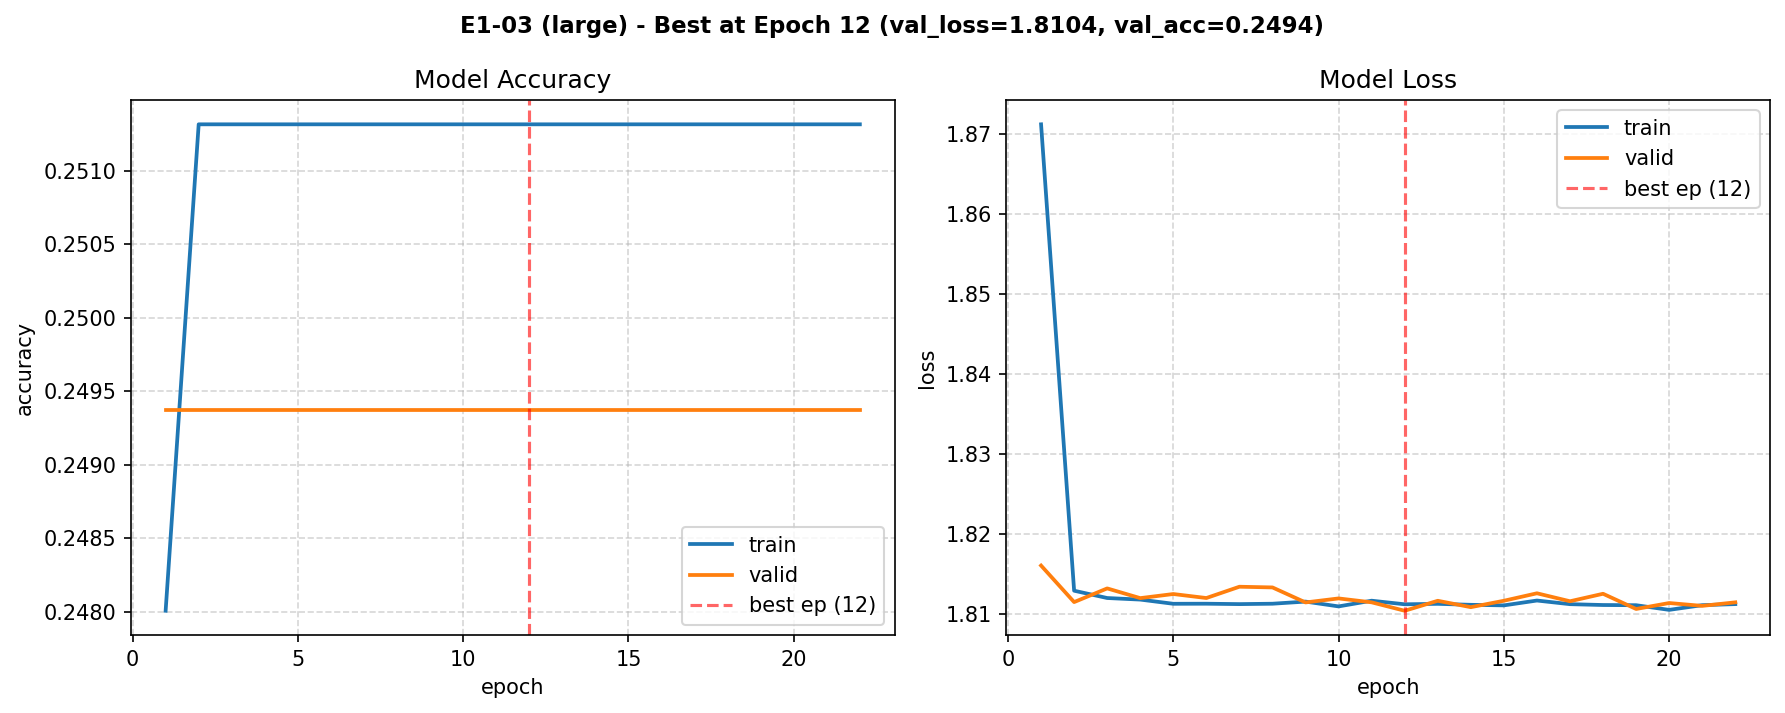 E1-03 (large) - Best at Epoch 12 (val_loss=1.8104, val_acc=0.2494)
Model Accuracy
accuracy
0.2510
0.2505
0.2500
0.2495
0.2490
0.2485
0.2480
train
valid
best ep (12)
0 5 10 15 20
epoch
Model Loss
loss
1.87
1.86
1.85
1.84
1.83
1.82
1.81
train
valid
best ep (12)
0 5 10 15 20
epoch